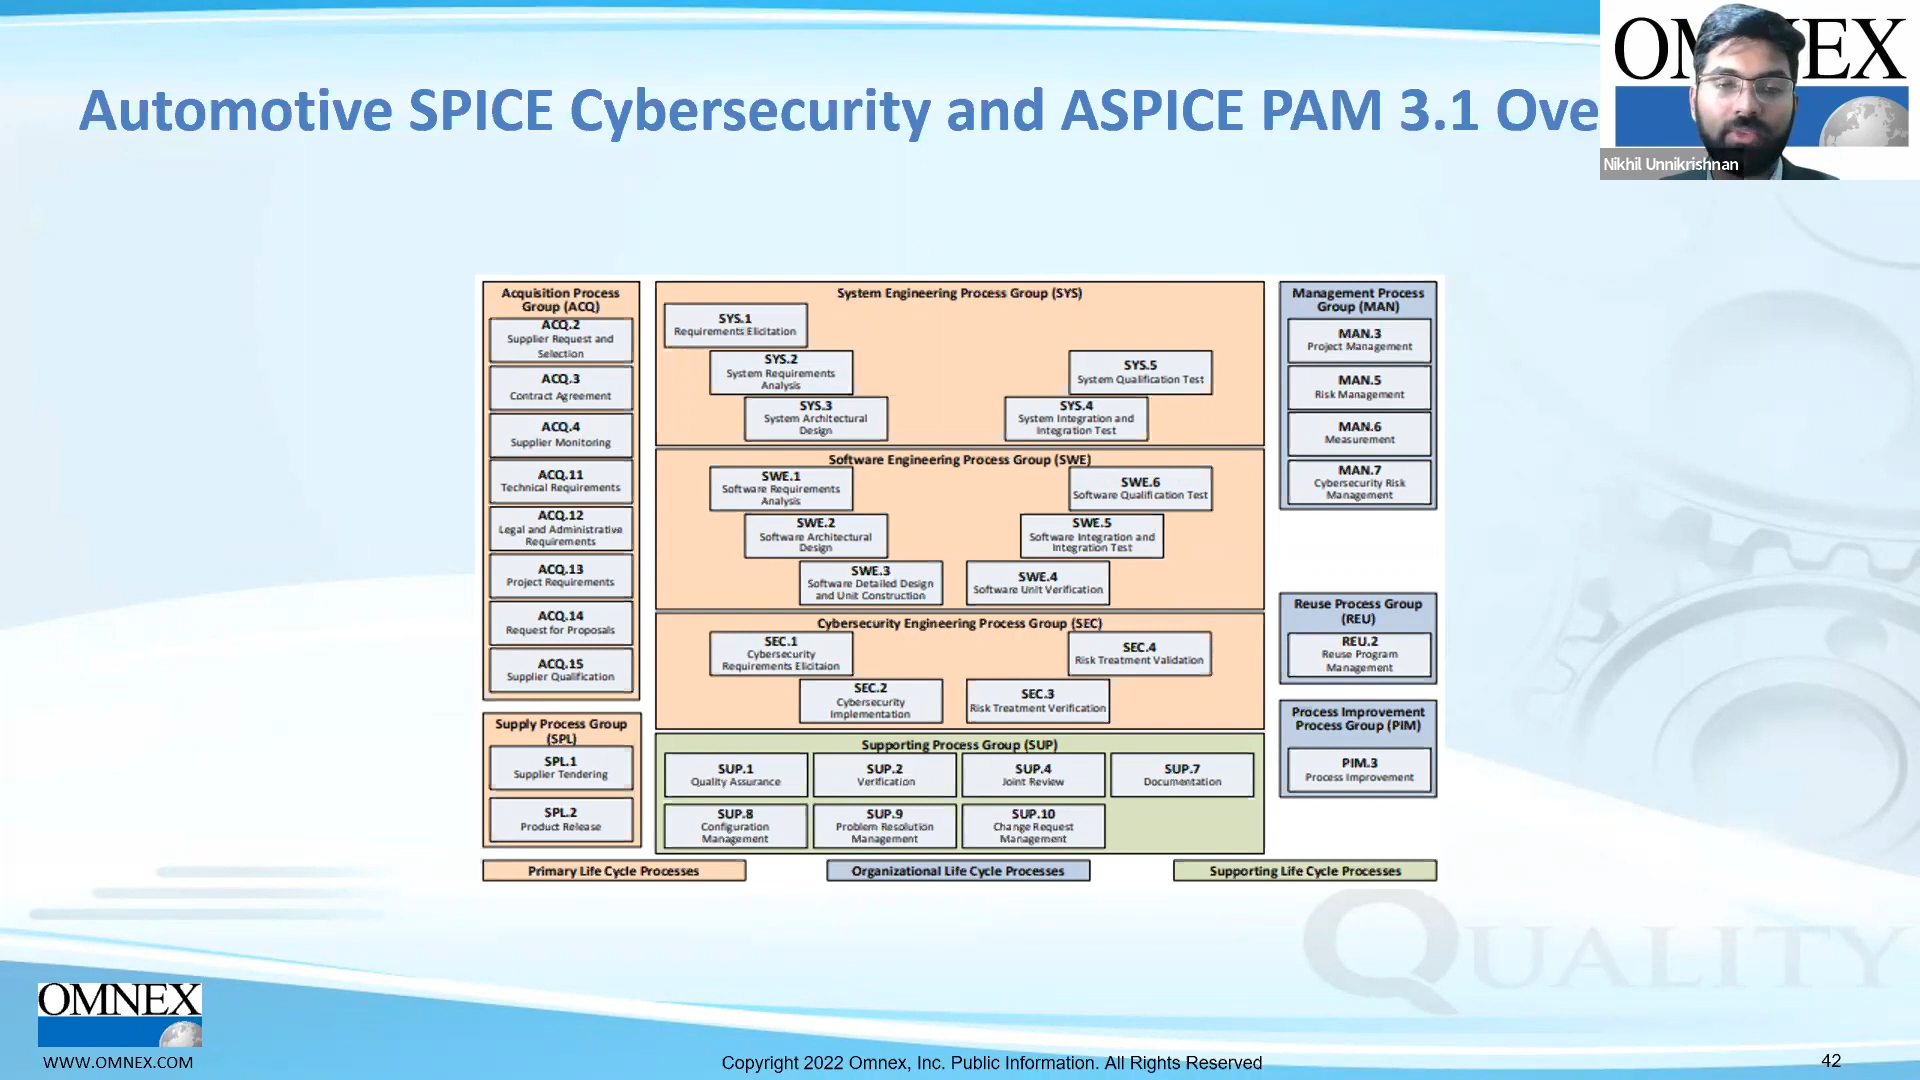 Automotive SPICE Cybersecurity and ASPICE PAM 3.1 Ove
EX
Nikhil Unnikrishnan
Acquisition Process
Group (ACQ)
ACQ.2
Supplier Request and
Selection
ACQ.3
Contract Agreement
ACQ.4
Supplier Monitoring
ACQ.11
Technical Requirements
ACQ.12
Legal and Administrative
Requirements
ACQ.13
Project Requirements
ACQ.14
Request for Proposals
ACQ.15
Supplier Qualification
Supply Process Group
(SPL)
SPL.1
Supplier Tendering
SPL.2
Product Release
System Engineering Process Group (SYS)
SYS.1
Requirements Elicitation
SYS.2
System Requirements
Analysis
SYS.3
System Architectural
Design
SYS.5
System Qualification Test
SYS.4
System Integration and
Integration Test
Software Engineering Process Group (SWE)
SWE.1
Software Requirements
Analysis
SWE.2
Software Architectural
Design
SWE.3
Software Detailed Design
and Unit Construction
SWE.6
Software Qualification Test
SWE.5
Software Integration and
Integration Test
SWE.4
Software Unit Verification
Cybersecurity Engineering Process Group (SEC)
SEC.1
Cybersecurity
Requirements Elicitaion
SEC.2
Cybersecurity
Implementation
SEC.4
Risk Treatment Validation
SEC.3
Risk Treatment Verification
Supporting Process Group (SUP)
SUP.1
Quality Assurance
SUP.2
Verification
SUP.4
Joint Review
SUP.7
Documentation
SUP.8
Configuration
Management
SUP.9
Problem Resolution
Management
SUP.10
Change Request
Management
Management Process
Group (MAN)
MAN.3
Project Management
MAN.5
Risk Management
MAN.6
Measurement
MAN.7
Cybersecurity Risk
Management
Reuse Process Group
(REU)
REU.2
Reuse Program
Management
Process Improvement
Process Group (PIM)
PIM.3
Process Improvement
Primary Life Cycle Processes
Organizational Life Cycle Processes
Supporting Life Cycle Processes
QUALITY
OMNEX
WWW.OMNEX.COM
Copyright 2022 Omnex, Inc. Public Information. All Rights Reserved
42